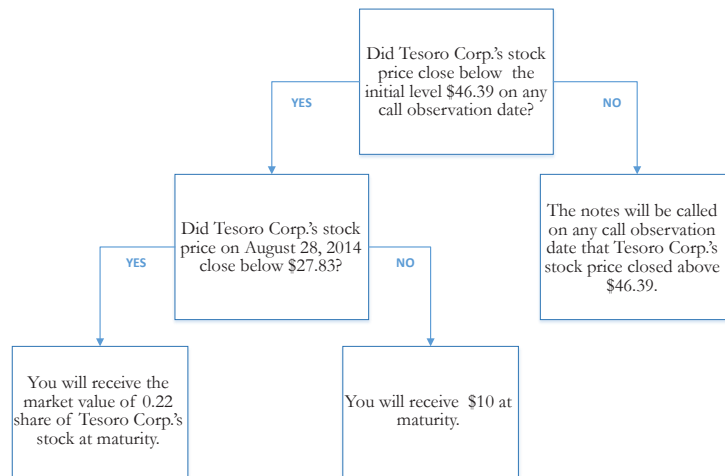 Did Tesoro Corp.'s stock
price close below the
initial level $46.39 on any
call observation date?
YES
NO
Did Tesoro Corp.'s stock
price on August 28, 2014
close below $27.83?
The notes will be called
on any call observation
date that Tesoro Corp.'s
stock price closed above
$46.39.
YES
NO
You will receive the
market value of 0.22
share of Tesoro Corp.'s
stock at maturity.
You will receive $10 at
maturity.